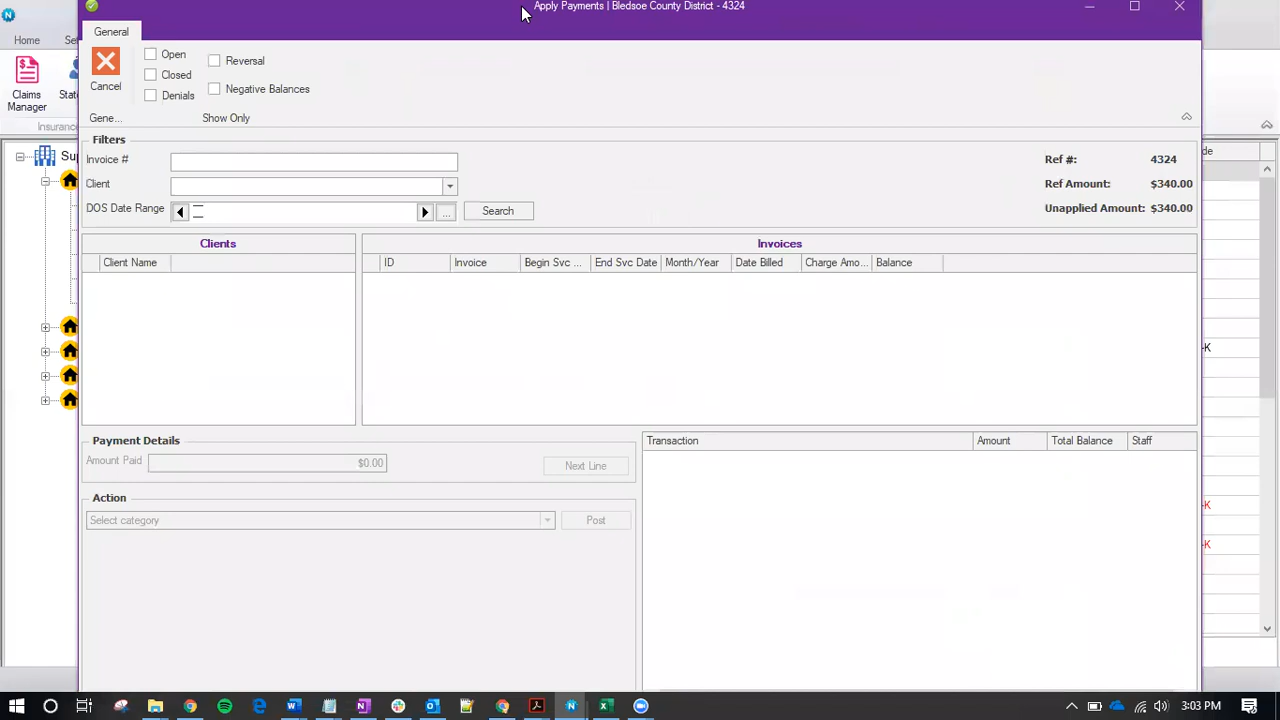 Apply Payments | Bledsoe County District - 4324
Home
General
Cancel
Open
Closed
Denials
Reversal
Negative Balances
Claims Manager
Gene...
Show Only
Filters
Invoice #
Client
DOS Date Range
...
Search
Ref #: 4324
Ref Amount: $340.00
Unapplied Amount: $340.00
Clients
Client Name
Invoices
ID Invoice Begin Svc ... End Svc Date Month/Year Date Billed Charge Amo... Balance
Payment Details
Amount Paid $0.00
Next Line
Action
Select category
Post
Transaction Amount Total Balance Staff
-K
-K
-K
3:03 PM